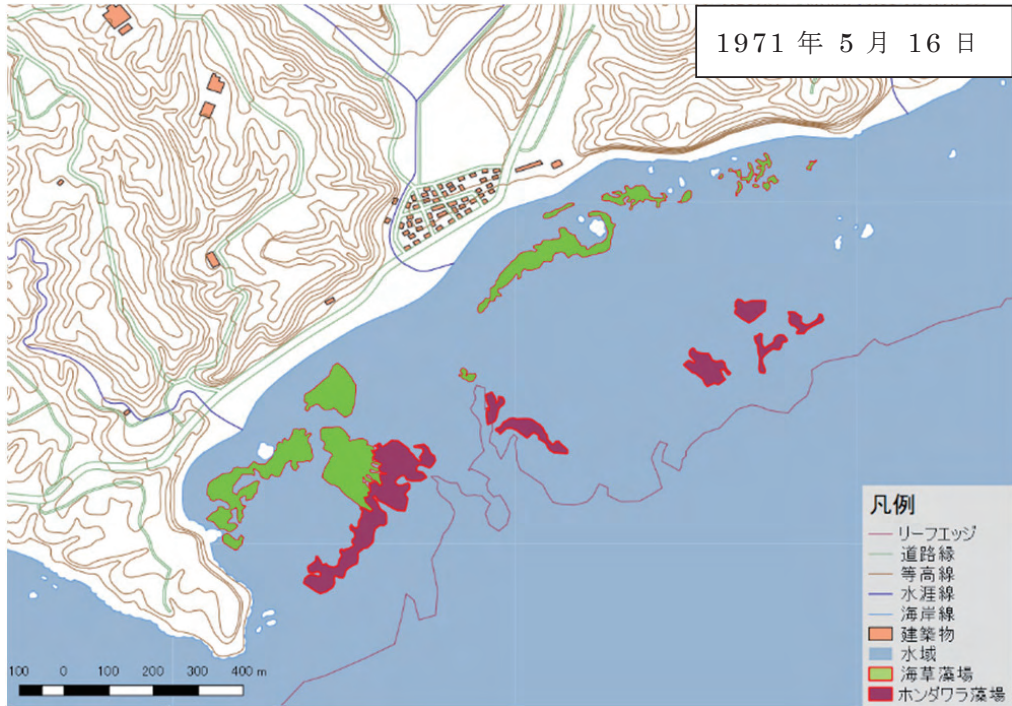 1971 年 5 月 16 日
凡例
リーフエッジ
道路縁
等高線
水涯線
海岸線
建築物
水域
海草藻場
ホンダワラ藻場
100 0 100 200 300 400 m